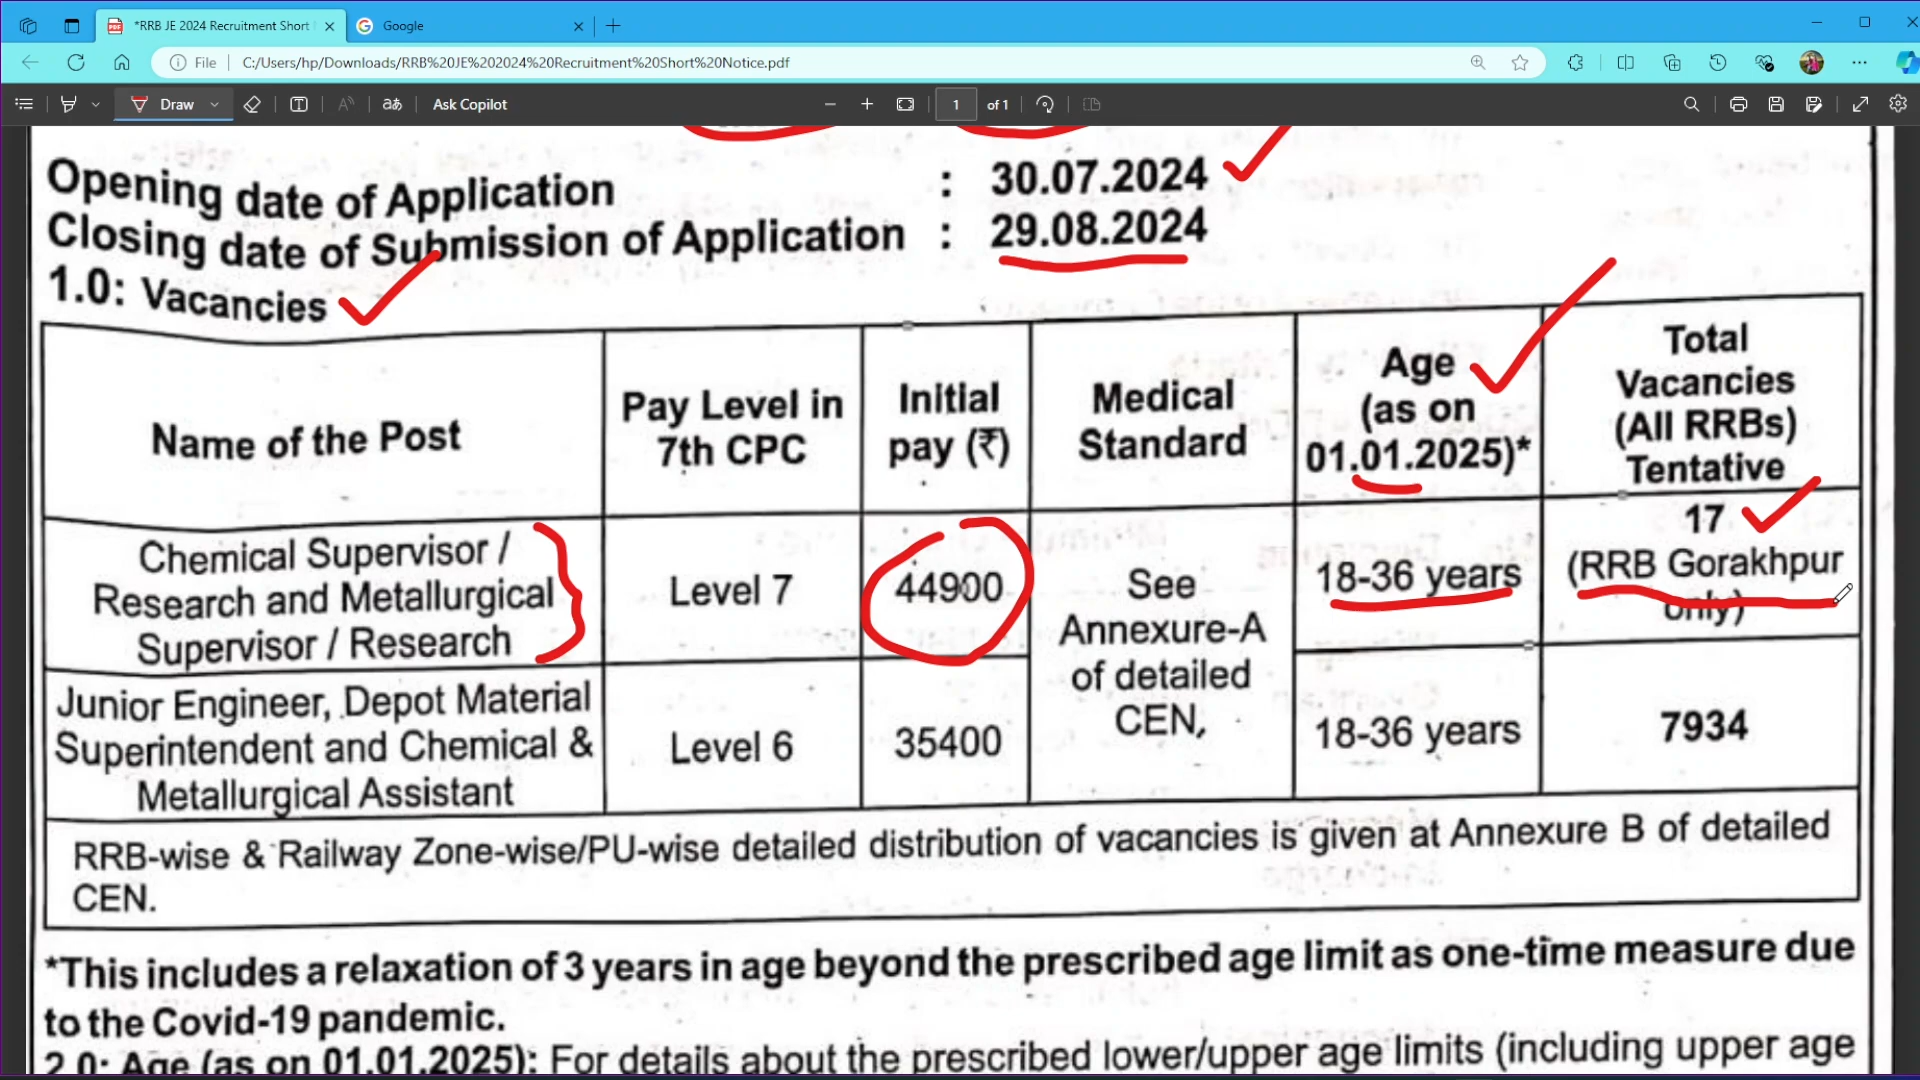 *RRB JE 2024 Recruitment Short
Google
File
C:/Users/hp/Downloads/RRB%20JE%202024%20Recruitment%20Short%20Notice.pdf
Draw
aあ
Ask Copilot
1
of 1
Opening date of Application : 30.07.2024
Closing date of Submission of Application : 29.08.2024
1.0: Vacancies
Name of the Post
Pay Level in
7th CPC
Initial
pay (₹)
Medical
Standard
Age
(as on
01.01.2025)*
Total
Vacancies
(All RRBs)
Tentative
Chemical Supervisor /
Research and Metallurgical
Supervisor / Research
Level 7
44900
See
Annexure-A
of detailed
CEN,
18-36 years
17
(RRB Gorakhpur
only)
Junior Engineer, Depot Material
Superintendent and Chemical &
Metallurgical Assistant
Level 6
35400
18-36 years
7934
RRB-wise & Railway Zone-wise/PU-wise detailed distribution of vacancies is given at Annexure B of detailed
CEN.
*This includes a relaxation of 3 years in age beyond the prescribed age limit as one-time measure due
to the Covid-19 pandemic.
2.0: Age (as on 01.01.2025): For details about the prescribed lower/upper age limits (including upper age